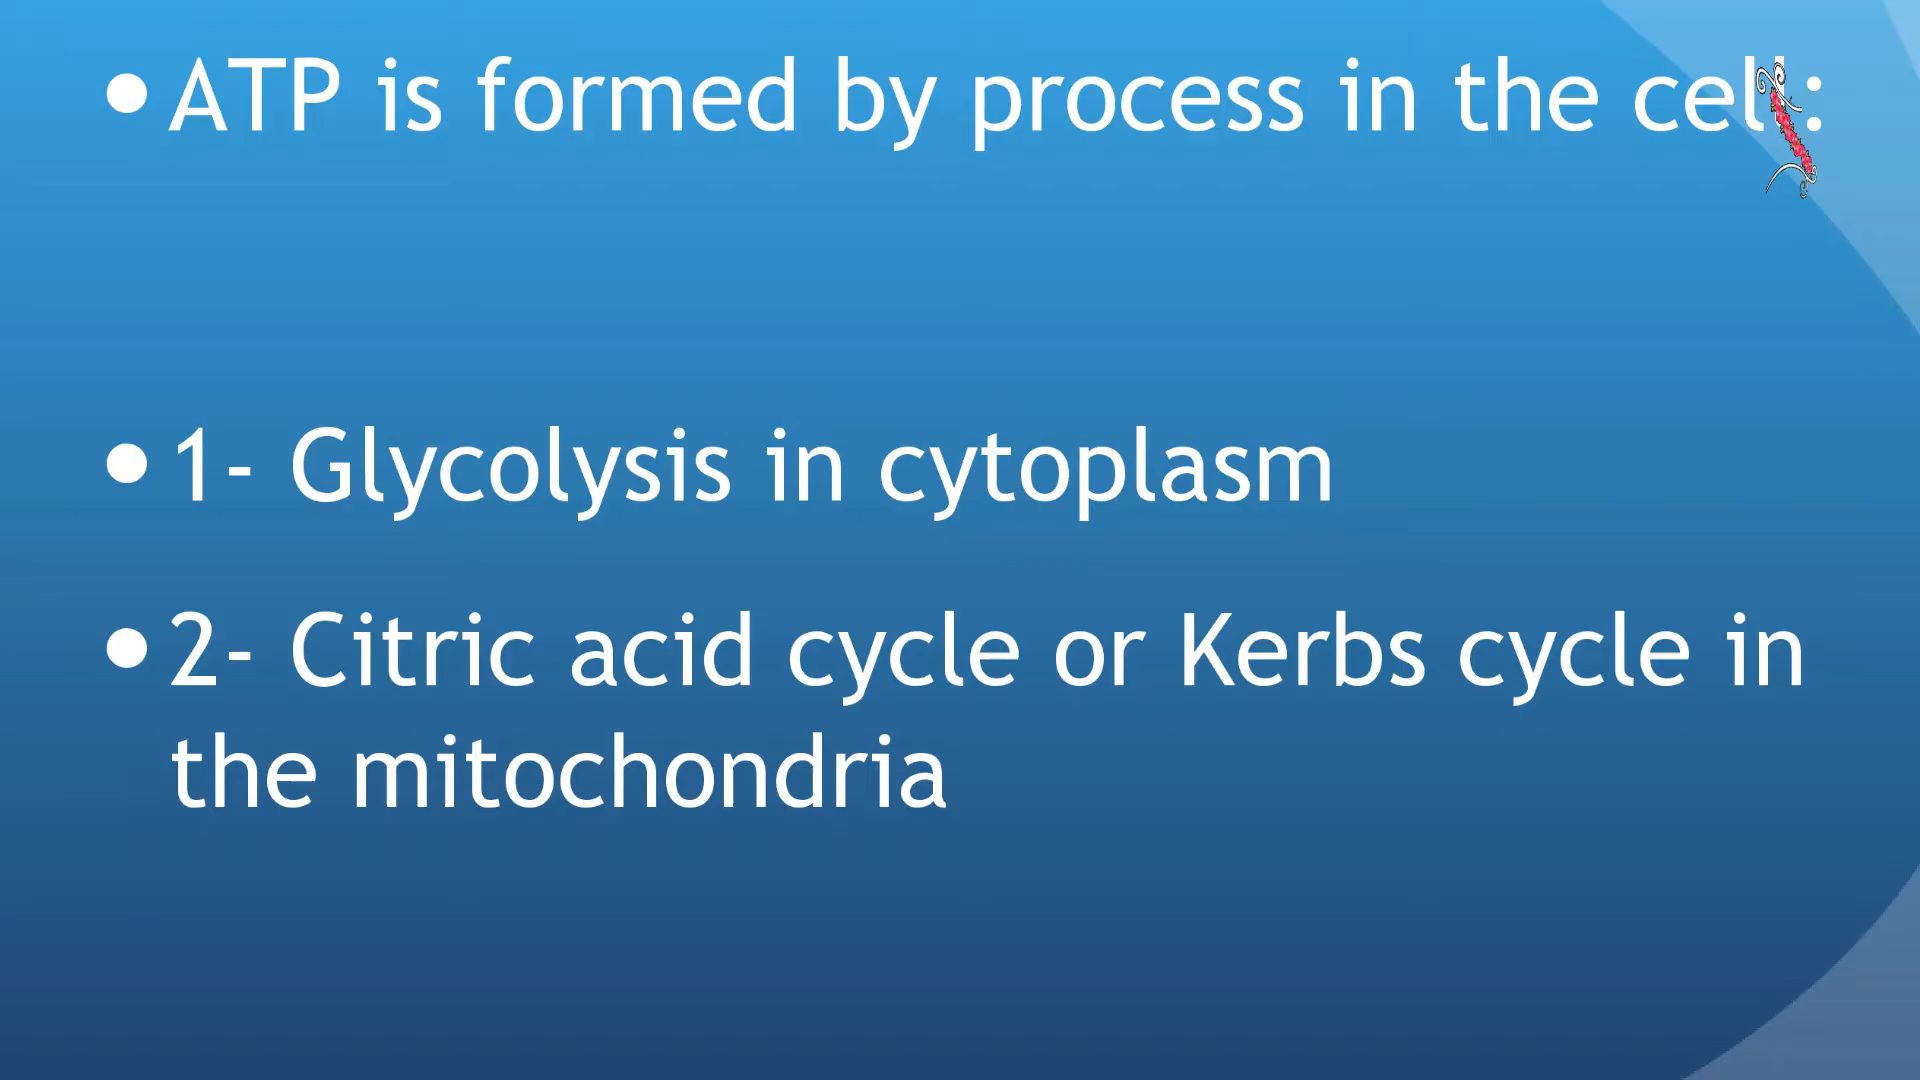 • ATP is formed by process in the cell:
• 1- Glycolysis in cytoplasm
• 2- Citric acid cycle or Kerbs cycle in
the mitochondria